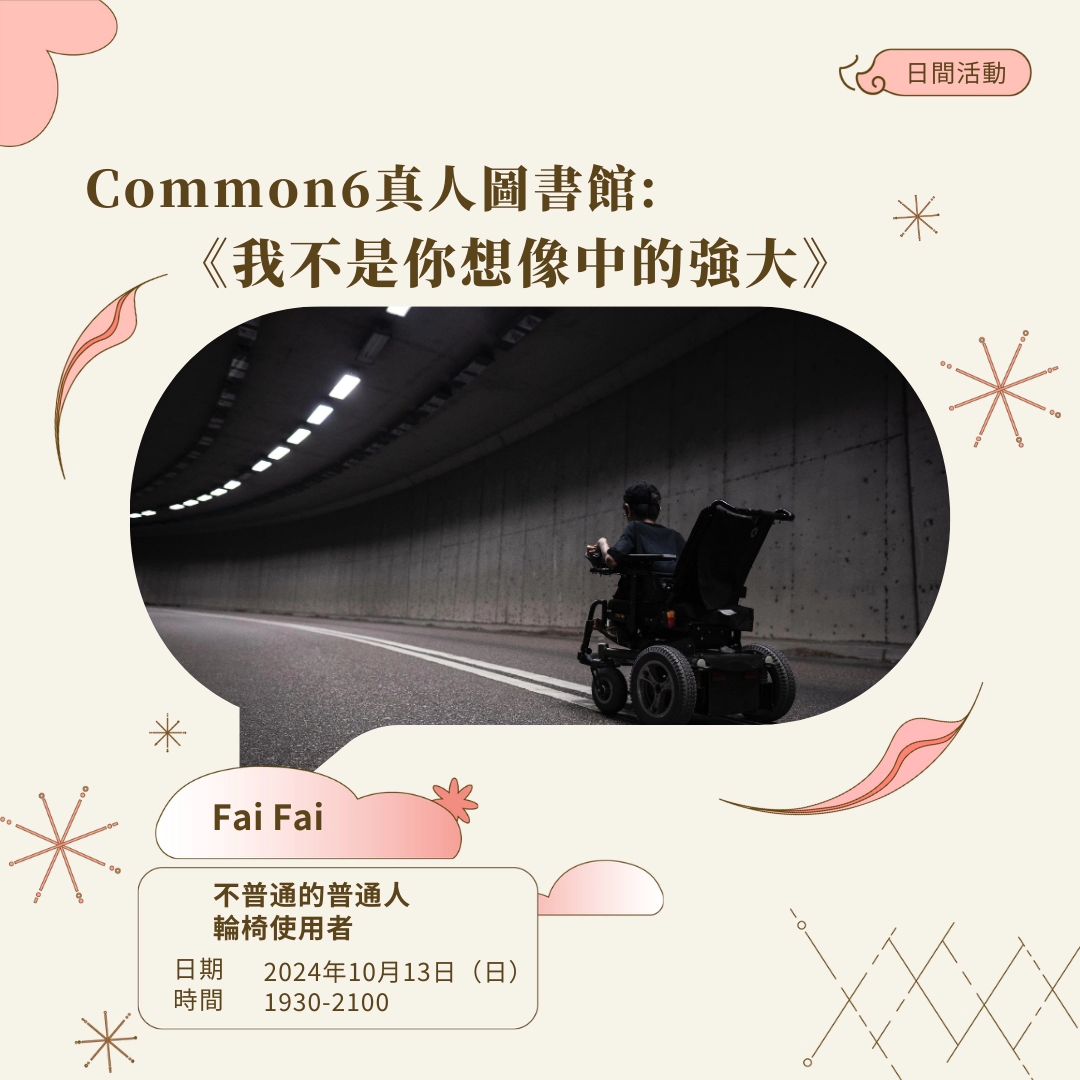 日間活動
Common6真人圖書館:
《我不是你想像中的強大》
Fai Fai
不普通的普通人
輪椅使用者
日期 2024年10月13日（日）
時間 1930-2100